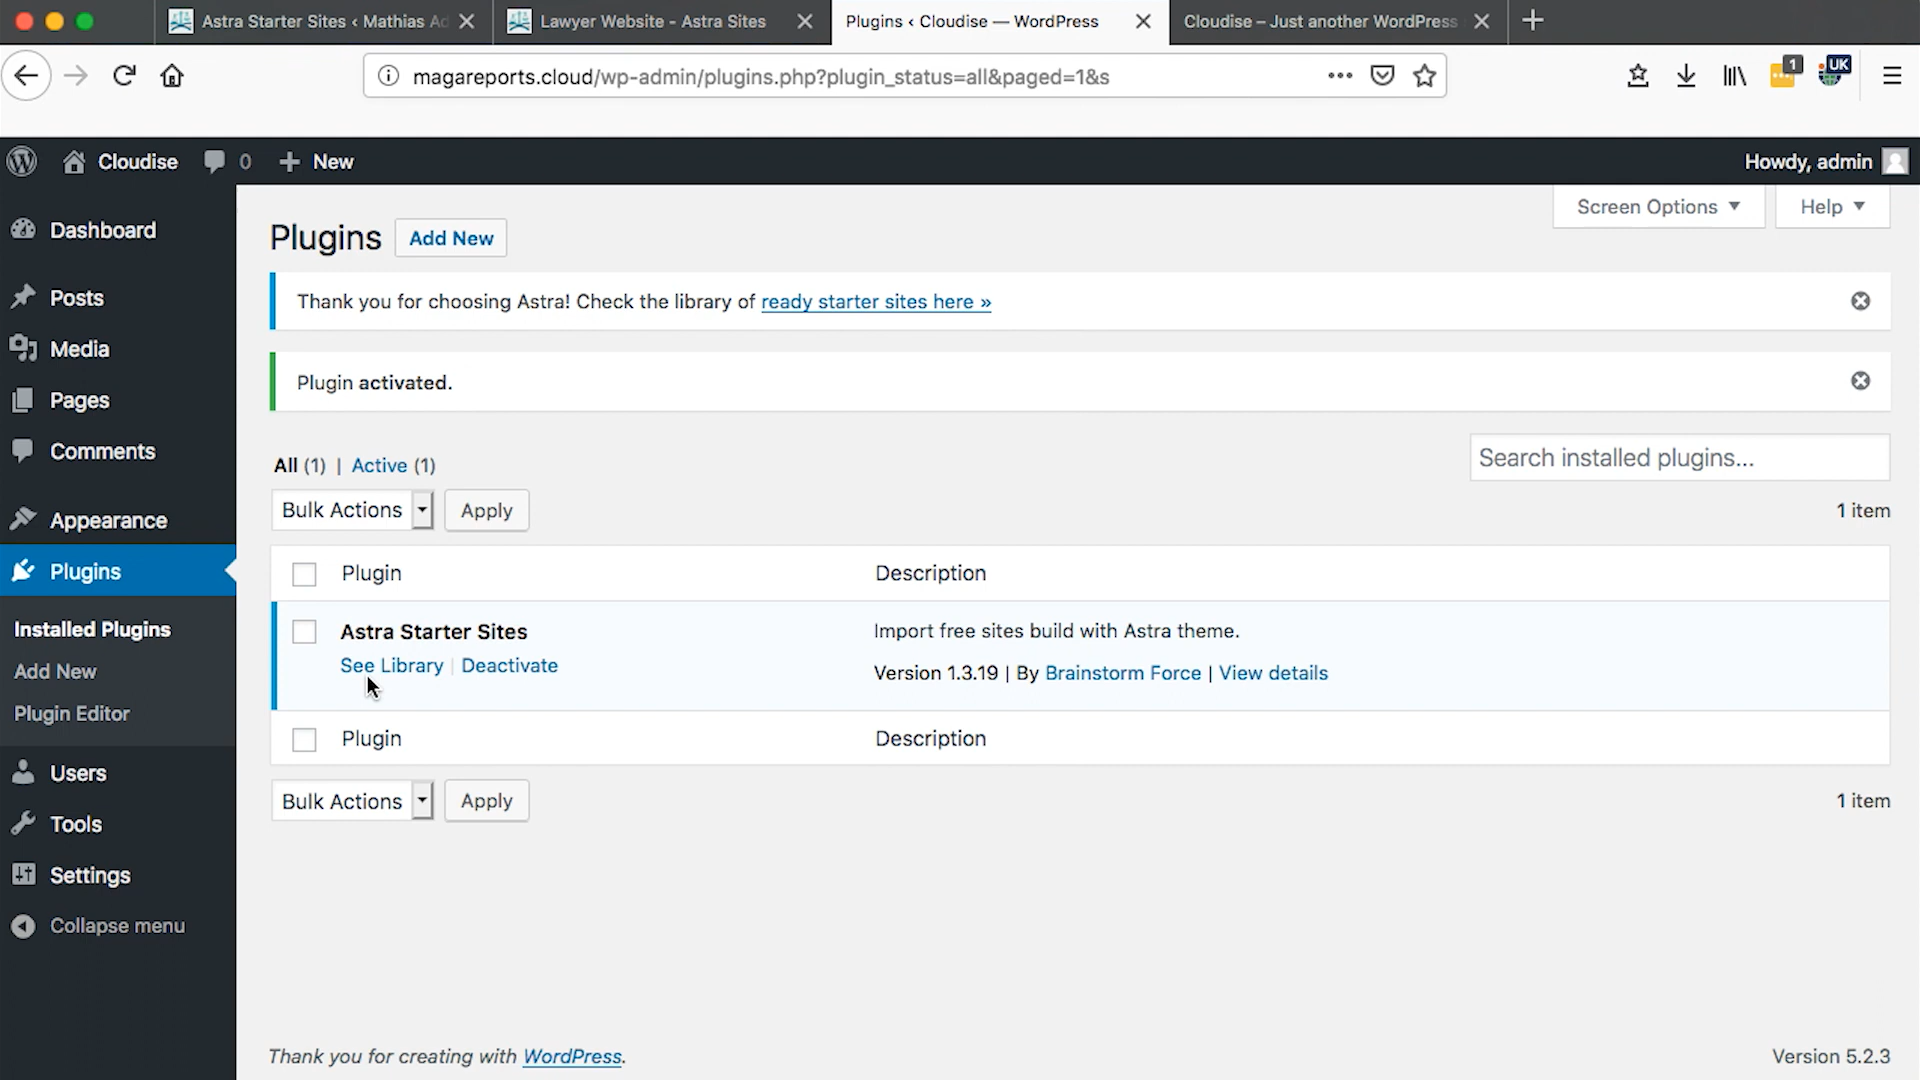 Astra Starter Sites ‹ Mathias Ad
Lawyer Website - Astra Sites
Plugins ‹ Cloudise — WordPress
Cloudise – Just another WordPress
magareports.cloud/wp-admin/plugins.php?plugin_status=all&paged=1&s
1
UK
Cloudise
0
New
Howdy, admin
Screen Options
Help
Dashboard
Posts
Media
Pages
Comments
Appearance
Plugins
Installed Plugins
Add New
Plugin Editor
Users
Tools
Settings
Collapse menu
Plugins
Add New
Thank you for choosing Astra! Check the library of ready starter sites here »
Plugin activated.
All (1) | Active (1)
Search installed plugins...
Bulk Actions
Apply
1 item
Plugin
Description
Astra Starter Sites
Import free sites build with Astra theme.
See Library | Deactivate
Version 1.3.19 | By Brainstorm Force | View details
Plugin
Description
Bulk Actions
Apply
1 item
Thank you for creating with WordPress.
Version 5.2.3